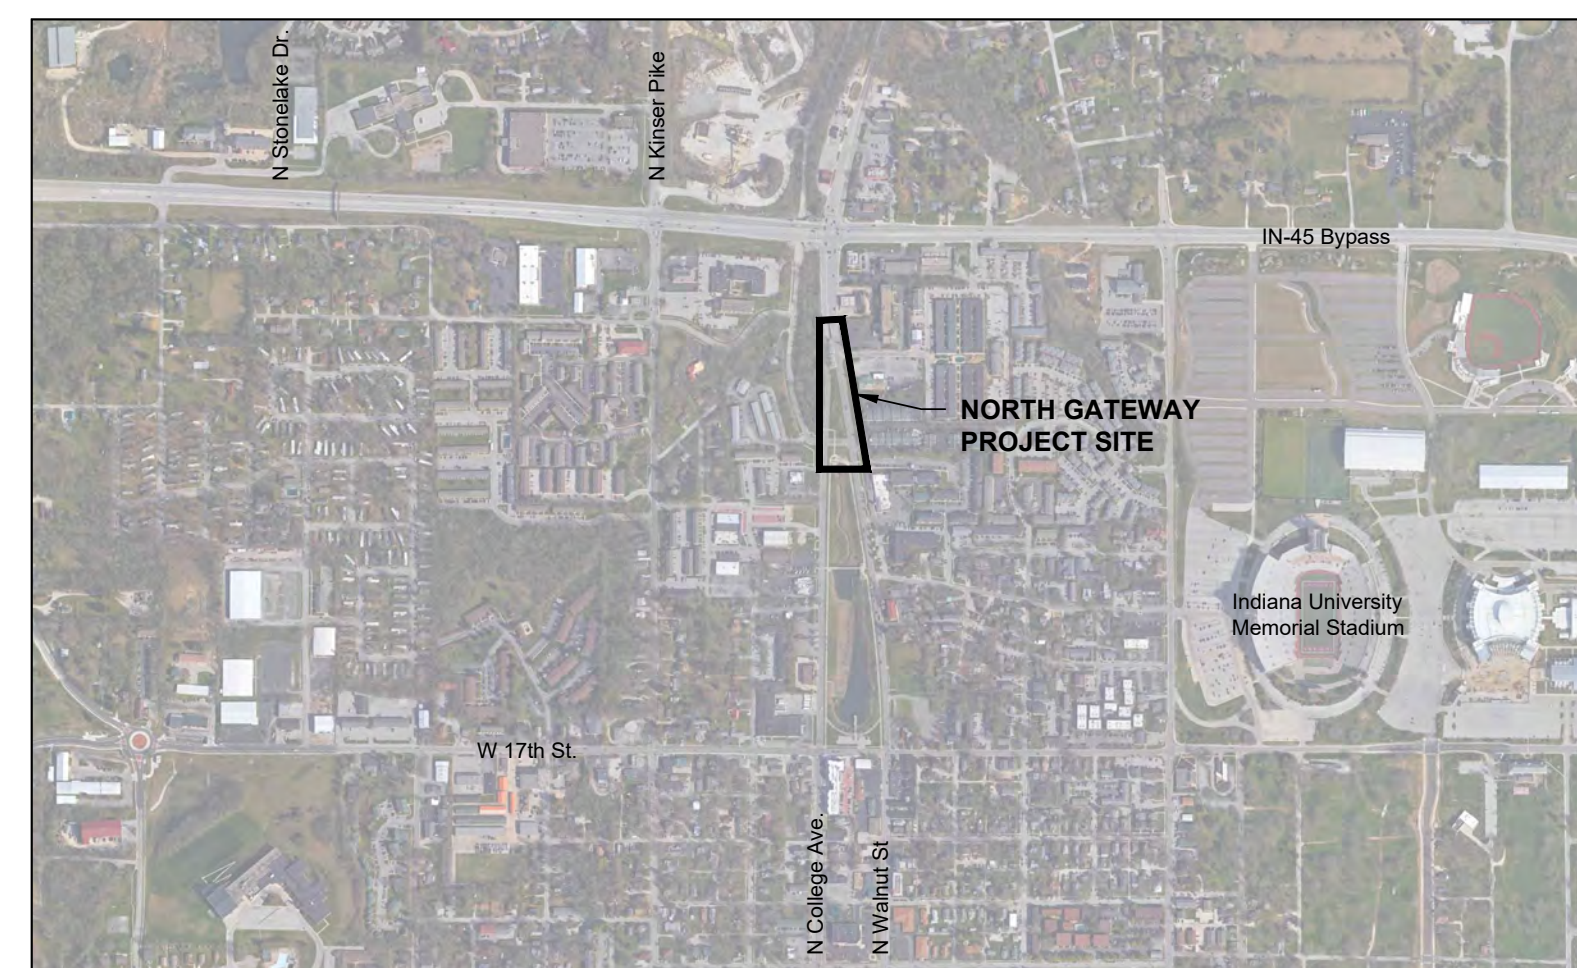 N Stonelake Dr.
N Kinser Pike
IN-45 Bypass
NORTH GATEWAY
PROJECT SITE
Indiana University
Memorial Stadium
W 17th St.
N College Ave.
N Walnut St